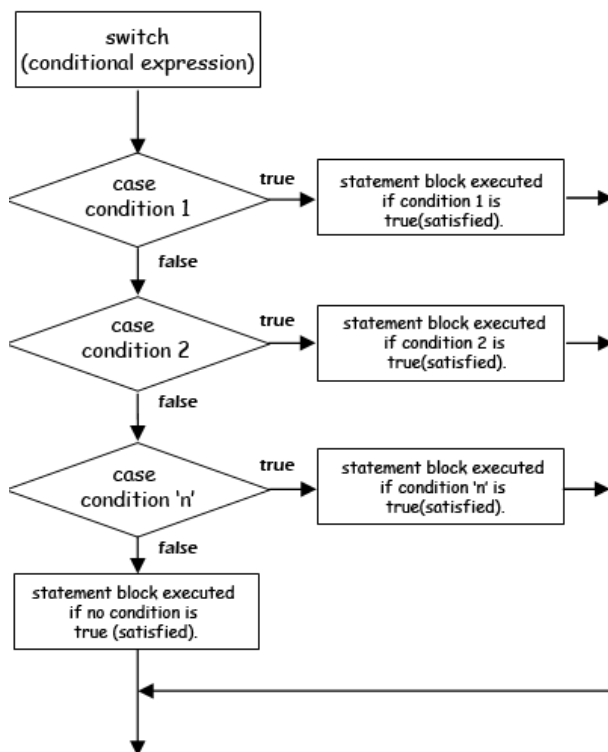 switch
(conditional expression)
case
condition 1
true
statement block executed
if condition 1 is
true(satisfied).
false
case
condition 2
true
statement block executed
if condition 2 is
true(satisfied).
false
case
condition 'n'
true
statement block executed
if condition 'n' is
true(satisfied).
false
statement block executed
if no condition is
true (satisfied).